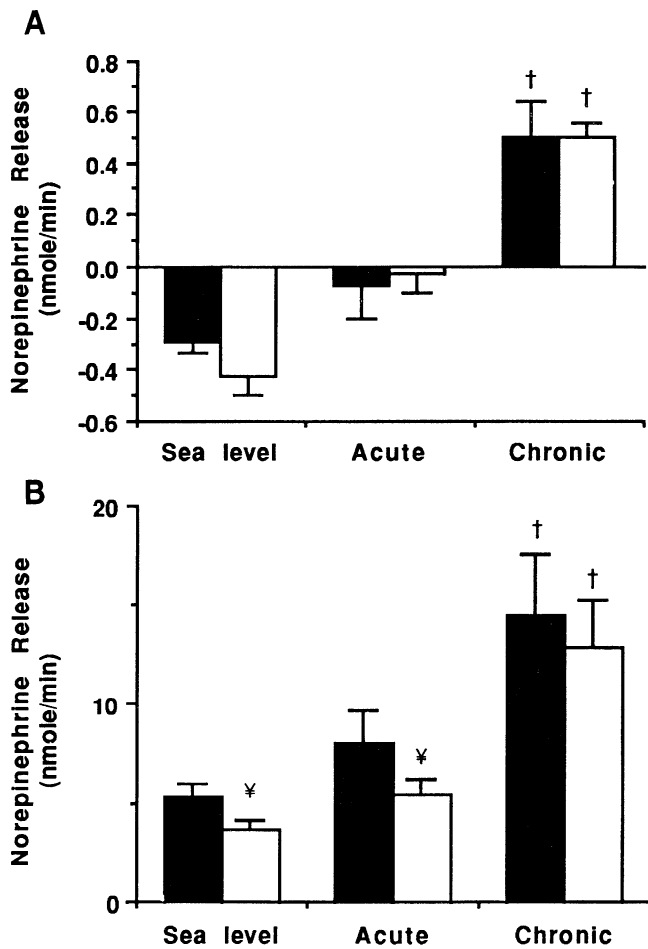 A
Norepinephrine Release
(nmole/min)
0.8
0.6
0.4
0.2
0.0
-0.2
-0.4
-0.6
†
†
Sea level
Acute
Chronic
B
Norepinephrine Release
(nmole/min)
20
10
0
¥
¥
†
†
Sea level
Acute
Chronic